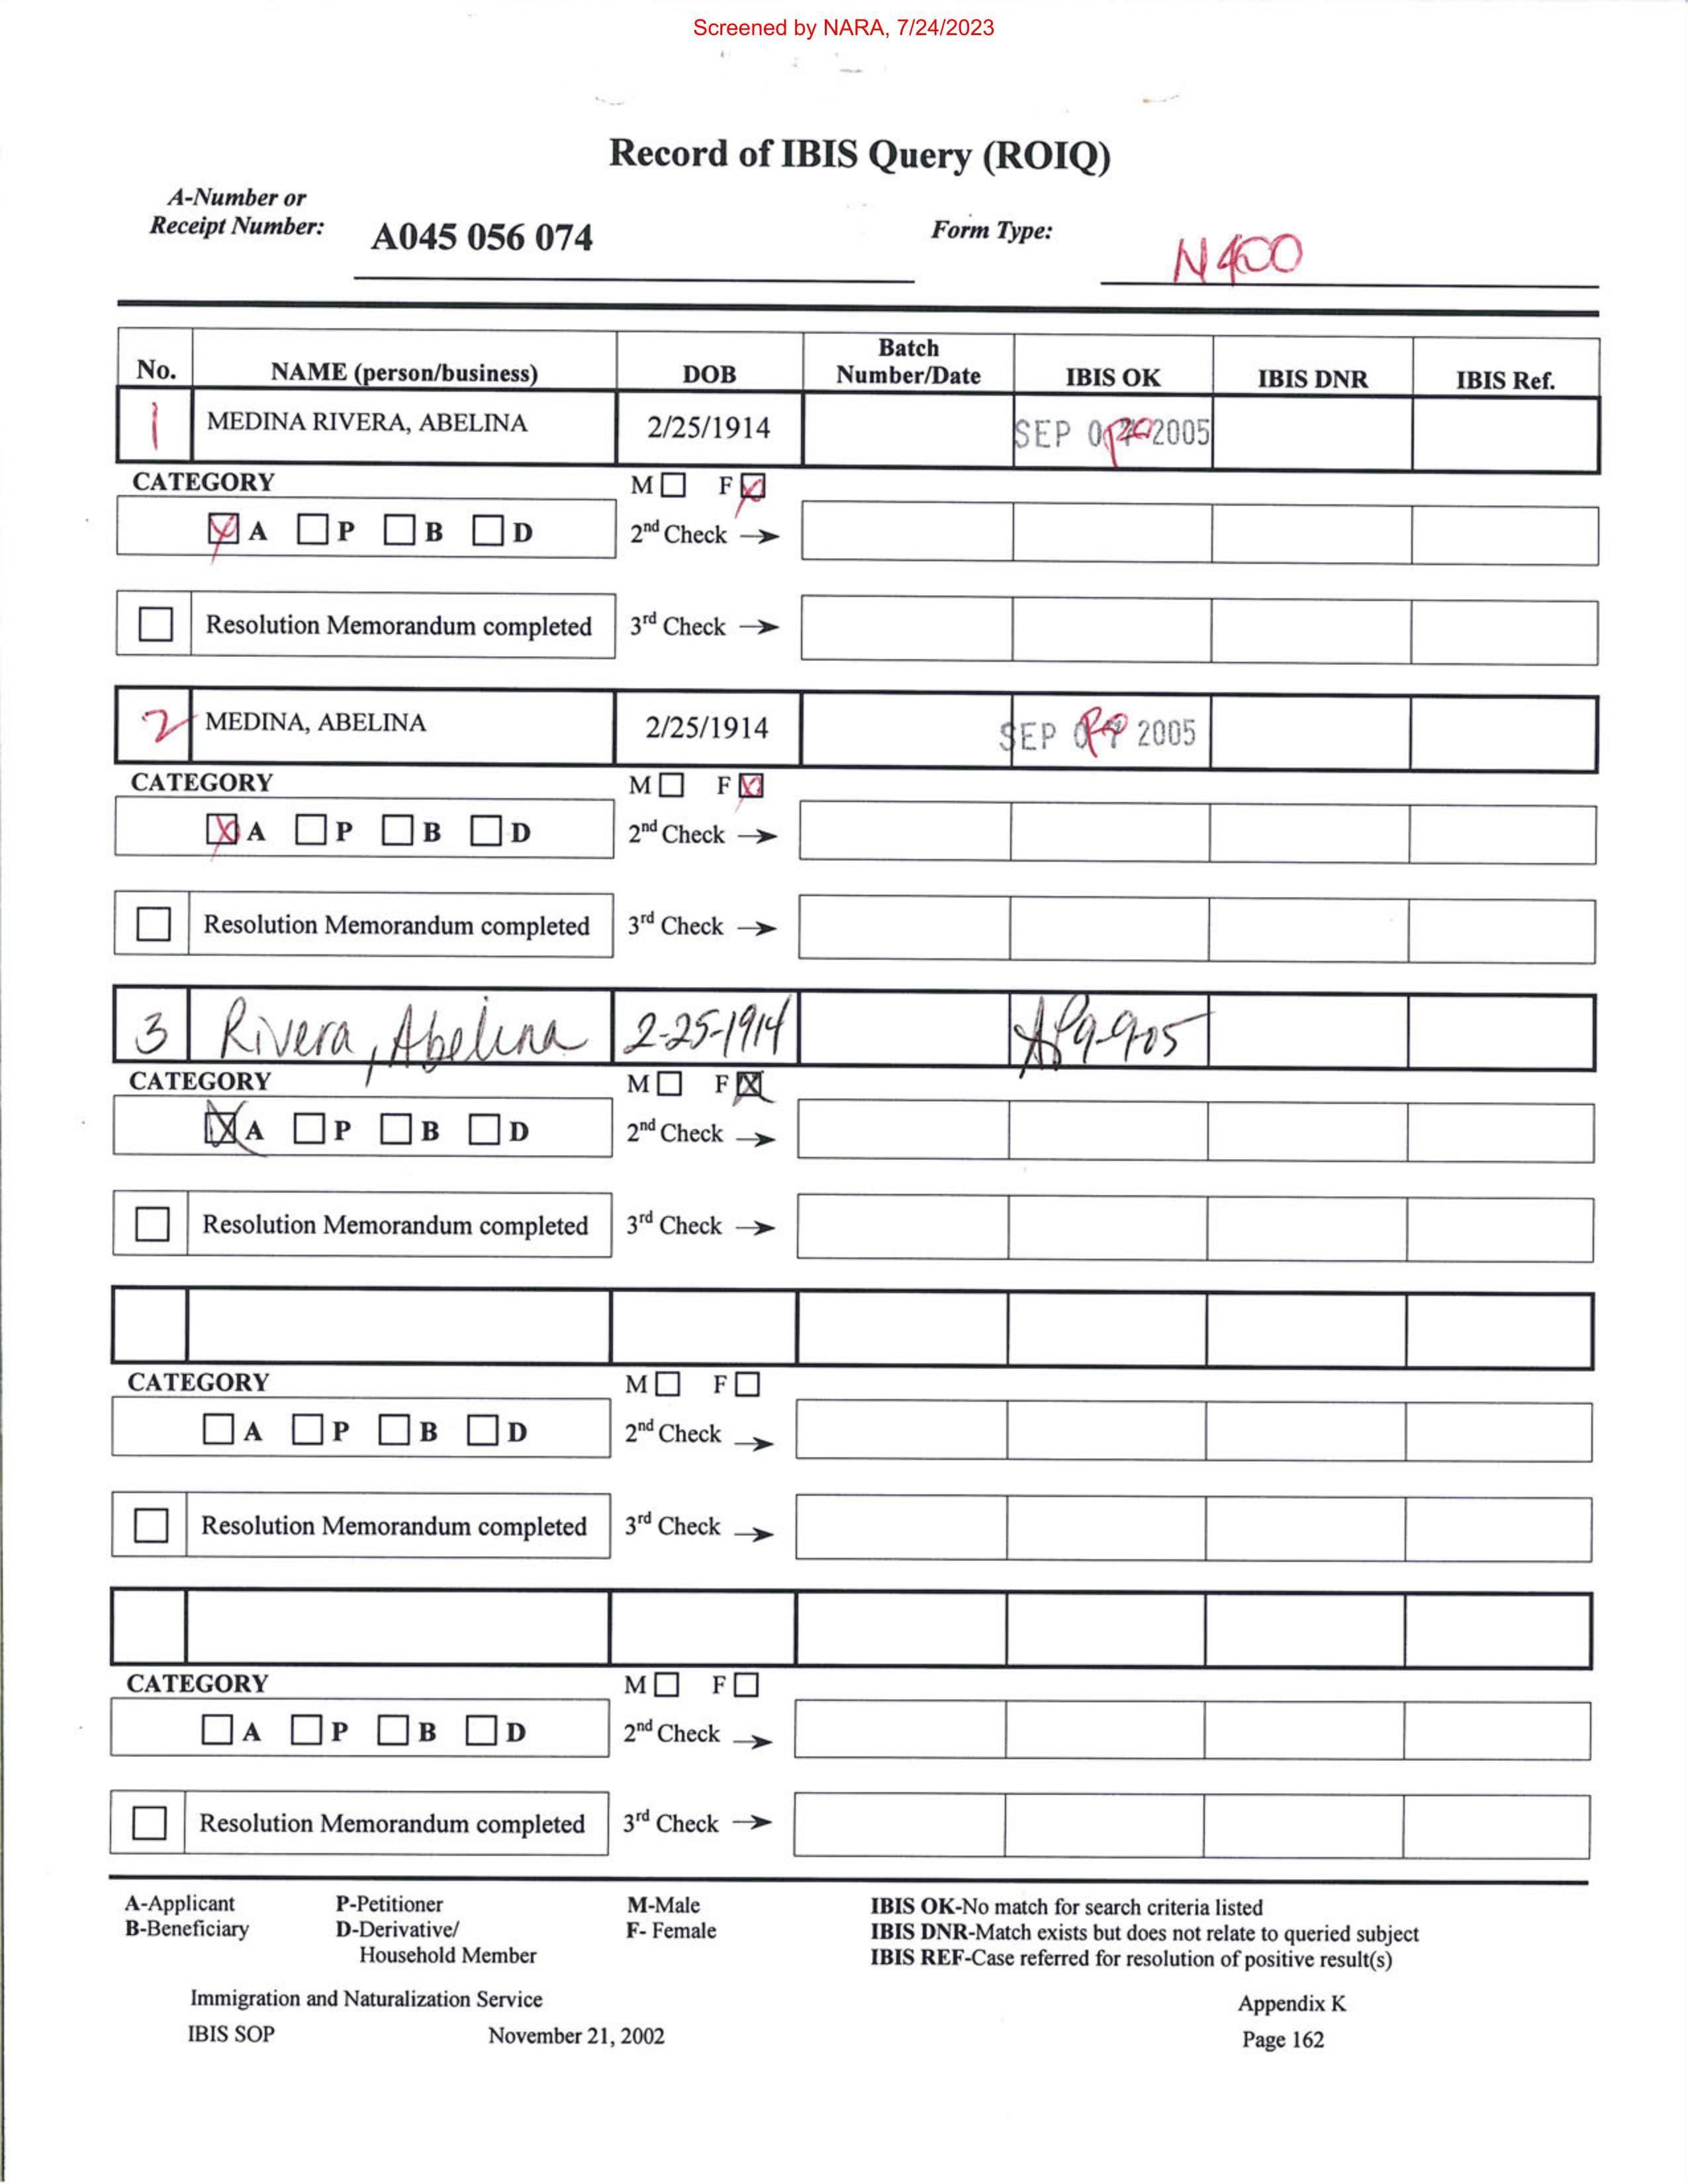 Screened by NARA, 7/24/2023
Record of IBIS Query (ROIQ)
A-Number or
Receipt Number: A045 056 074 Form Type: N400
No. NAME (person/business) DOB Batch Number/Date IBIS OK IBIS DNR IBIS Ref.
1 MEDINA RIVERA, ABELINA 2/25/1914 SEP 2005
CATEGORY M F
A P B D 2nd Check
Resolution Memorandum completed 3rd Check
2 MEDINA, ABELINA 2/25/1914 SEP 2005
CATEGORY M F
A P B D 2nd Check
Resolution Memorandum completed 3rd Check
3 Rivera, Abelina 2-25-1914 9-9-05
CATEGORY M F
A P B D 2nd Check
Resolution Memorandum completed 3rd Check
CATEGORY M F
A P B D 2nd Check
Resolution Memorandum completed 3rd Check
CATEGORY M F
A P B D 2nd Check
Resolution Memorandum completed 3rd Check
A-Applicant P-Petitioner M-Male IBIS OK-No match for search criteria listed
B-Beneficiary D-Derivative/ F- Female IBIS DNR-Match exists but does not relate to queried subject
Household Member IBIS REF-Case referred for resolution of positive result(s)
Immigration and Naturalization Service Appendix K
IBIS SOP November 21, 2002 Page 162